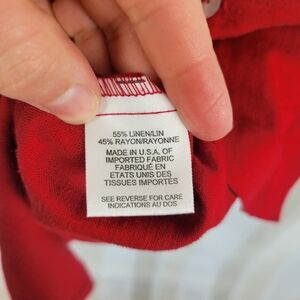 55% LINEN/LIN
45% RAYON/RAYONNE
MADE IN U.S.A. OF
IMPORTED FABRIC
FABRIQUÉ EN
ETATS UNIS DES
TISSUES IMPORTÉS
SEE REVERSE FOR CARE
INDICATIONS AU DOS